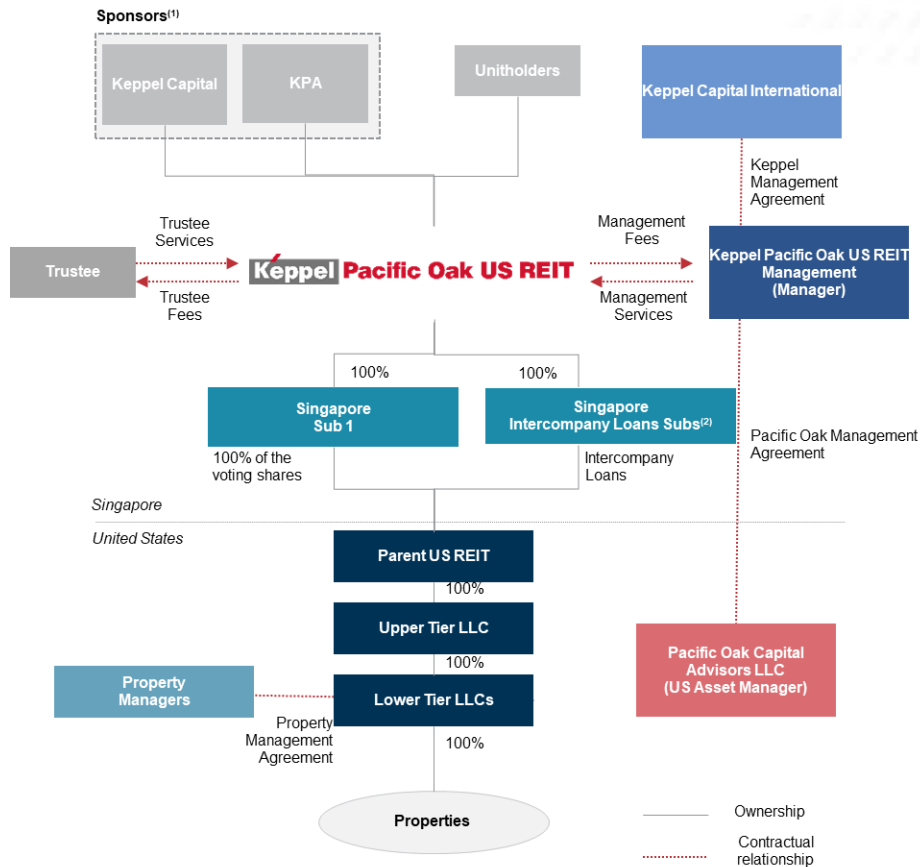 Sponsors(1)
Keppel Capital
KPA
Unitholders
Keppel Capital International
Keppel
Management
Agreement
Trustee
Services
Management
Fees
Trustee
Keppel Pacific Oak US REIT
Keppel Pacific Oak US REIT
Management
(Manager)
Trustee
Fees
Management
Services
100%
100%
Singapore
Sub 1
Singapore
Intercompany Loans Subs(2)
Pacific Oak Management
Agreement
100% of the
voting shares
Intercompany
Loans
Singapore
United States
Parent US REIT
100%
Upper Tier LLC
100%
Pacific Oak Capital
Advisors LLC
(US Asset Manager)
Property
Managers
Lower Tier LLCs
Property
Management
Agreement
100%
Properties
Ownership
Contractual
relationship